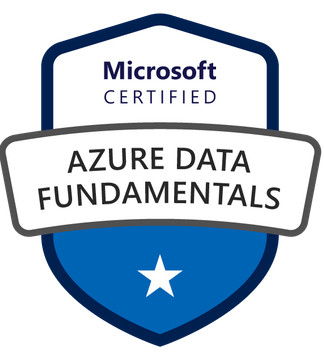 Microsoft
CERTIFIED
AZURE DATA
FUNDAMENTALS